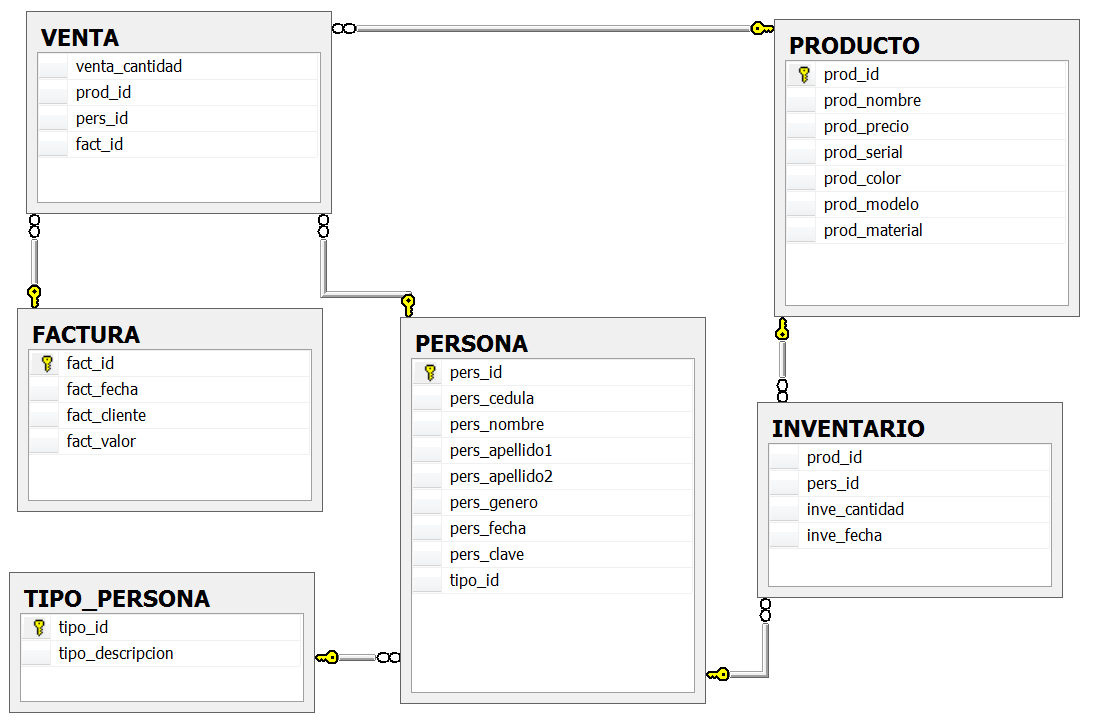 VENTA
venta_cantidad
prod_id
pers_id
fact_id
PRODUCTO
prod_id
prod_nombre
prod_precio
prod_serial
prod_color
prod_modelo
prod_material
FACTURA
fact_id
fact_fecha
fact_cliente
fact_valor
PERSONA
pers_id
pers_cedula
pers_nombre
pers_apellido1
pers_apellido2
pers_genero
pers_fecha
pers_clave
tipo_id
INVENTARIO
prod_id
pers_id
inve_cantidad
inve_fecha
TIPO_PERSONA
tipo_id
tipo_descripcion